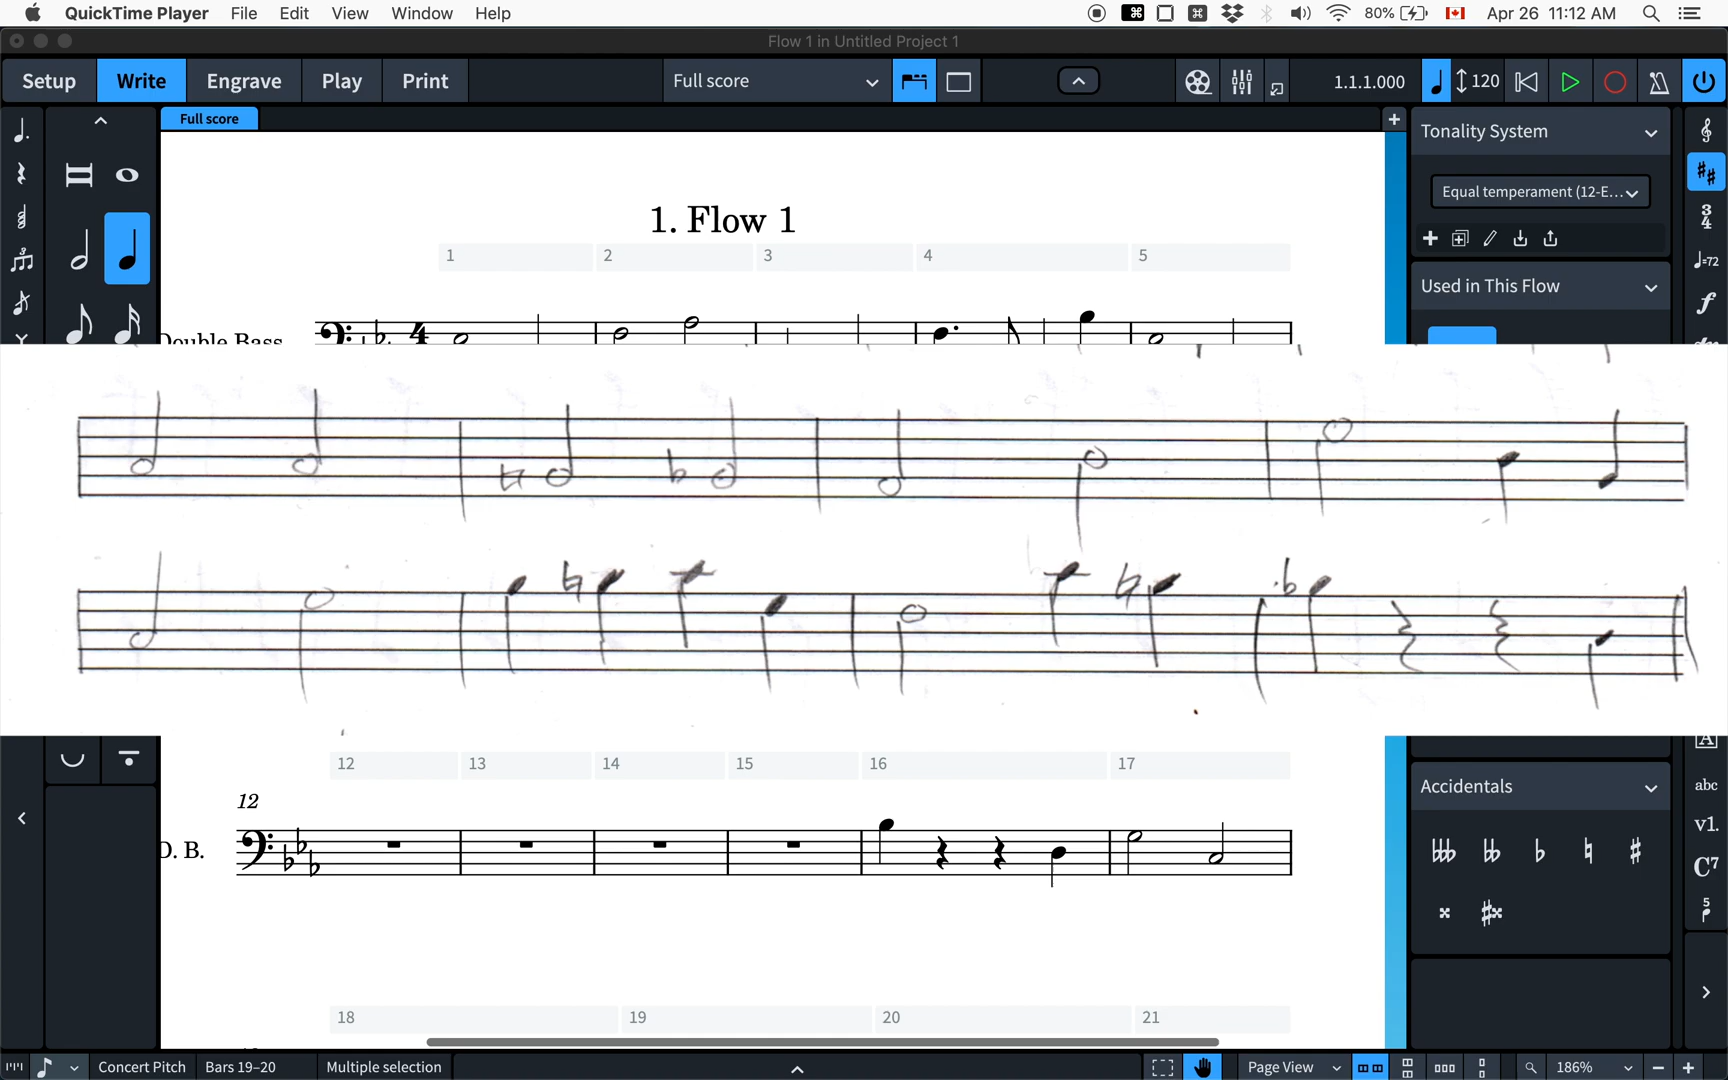 QuickTime Player File Edit View Window Help 80% Apr 26 11:12 AM
Flow 1 in Untitled Project 1
Setup Write Engrave Play Print Full score 1.1.1.000 120
Full score
Tonality System
Equal temperament (12-E...
=72
1. Flow 1
1 2 3 4 5
Used in This Flow
Double Bass
4
12 13 14 15 16 17
abc
Accidentals
12
v1.
D. B.
C7
5
18 19 20 21
Concert Pitch Bars 19–20 Multiple selection Page View 186%